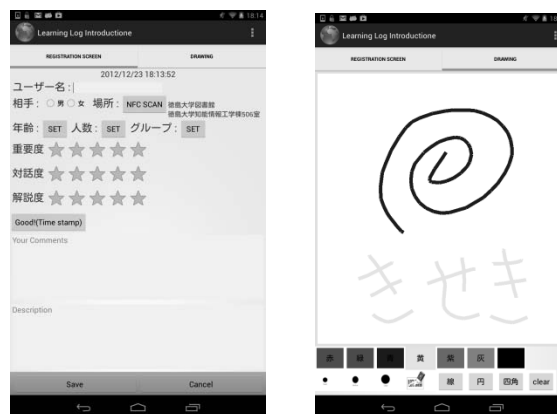 18:14
Learning Log Introductione
REGISTRATION SCREEN DRAWING
2012/12/23 18:13:52
ユーザー名 :
相手 : 男 女 場所 : NFC SCAN 徳島大学図書館
徳島大学知能情報工学棟506室
年齢 : SET 人数 : SET グループ : SET
重要度
対話度
解説度
Good!(Time stamp)
Your Comments
Description
Save Cancel
Learning Log Introductione
REGISTRATION SCREEN DRAWING
きせき
赤 緑 黄 紫 灰
線 円 四角 clear